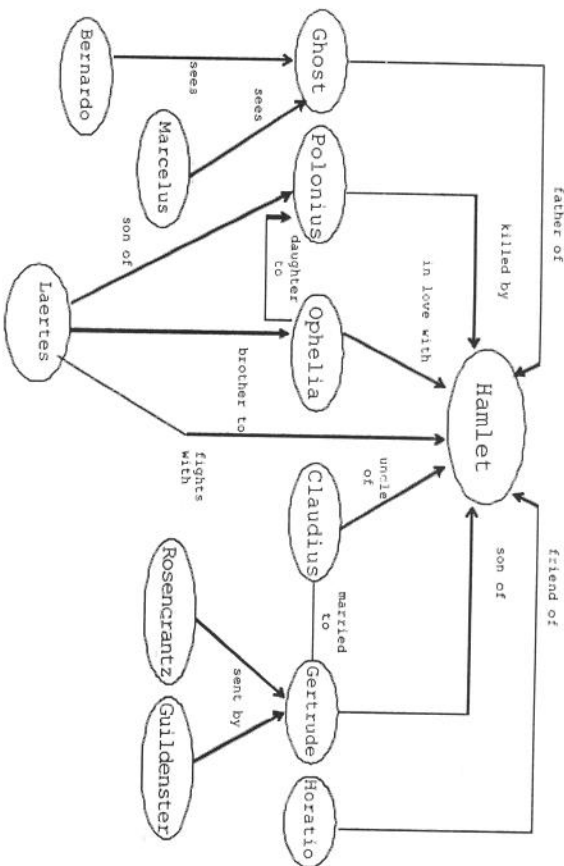 Hamlet
father of
killed by
in love with
uncle
of
son of
friend of
Ghost
Polonius
Ophelia
Claudius
married
to
Gertrude
Horatio
sees
sees
daughter
to
Bernardo
Marcelus
son of
brother to
fights
with
sent by
Rosencrantz
Guildenster
Laertes